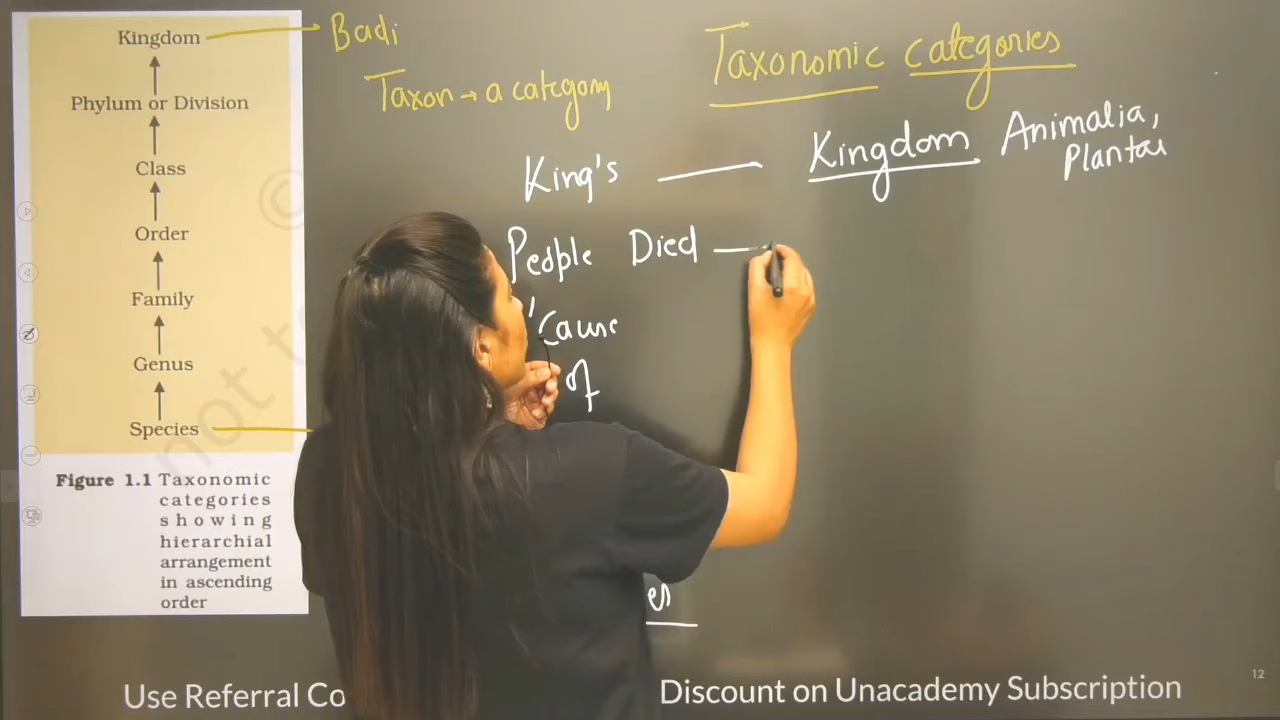 Kingdom
Phylum or Division
Class
Order
Family
Genus
Species
Figure 1.1 Taxonomic
categories
showing
hierarchial
arrangement
in ascending
order
Badi
Taxon → a category
Taxonomic categories
King's — Kingdom Animalia,
Plantae
People Died —
'Cause
of
Use Referral Co
Discount on Unacademy Subscription
12